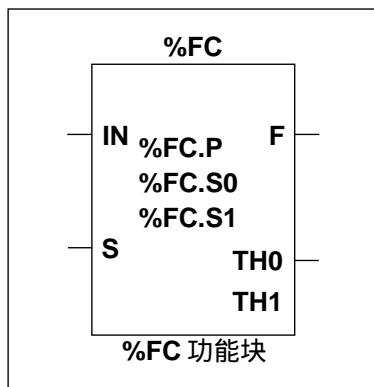 %FC
IN
F
%FC.P
%FC.S0
%FC.S1
S
TH0
TH1
%FC 功能块